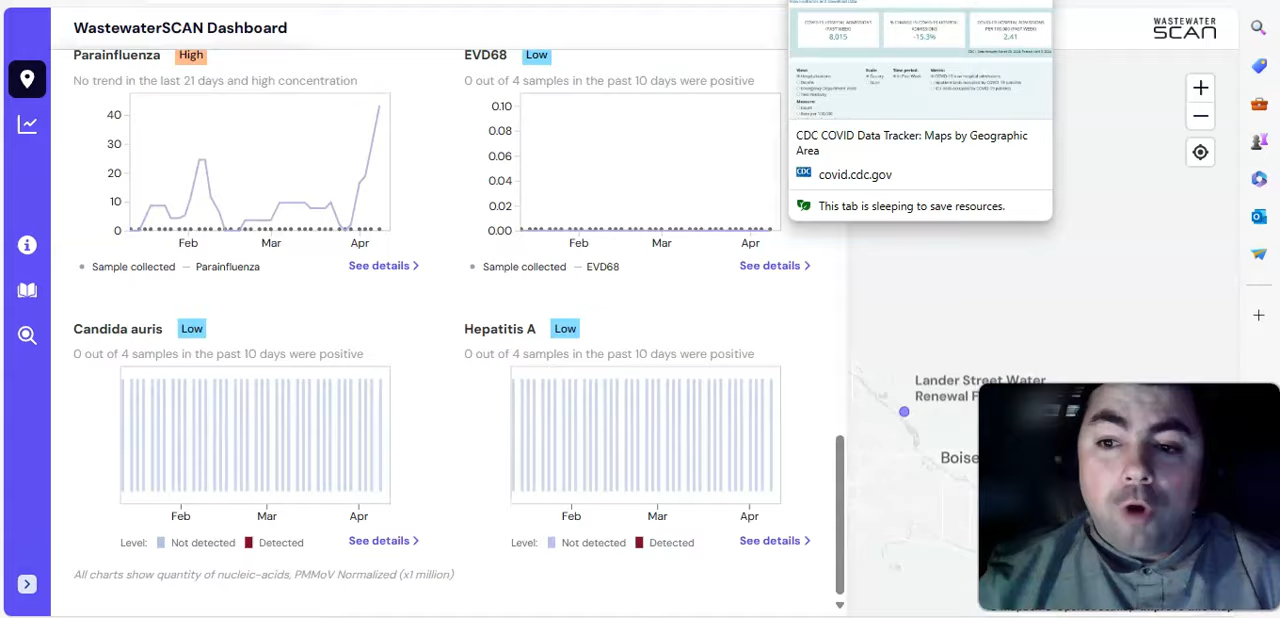 WastewaterSCAN Dashboard
WASTEWATER
SCAN
Parainfluenza High
No trend in the last 21 days and high concentration
40
30
20
10
0
Feb Mar Apr
Sample collected Parainfluenza
See details
EVD68 Low
0 out of 4 samples in the past 10 days were positive
0.10
0.08
0.06
0.04
0.02
0.00
Feb Mar Apr
Sample collected EVD68
See details
8,015
-15.3%
2.41
CDC COVID Data Tracker: Maps by Geographic
Area
CDC covid.cdc.gov
This tab is sleeping to save resources.
Candida auris Low
0 out of 4 samples in the past 10 days were positive
Feb Mar Apr
Level: Not detected Detected
See details
Hepatitis A Low
0 out of 4 samples in the past 10 days were positive
Feb Mar Apr
Level: Not detected Detected
See details
All charts show quantity of nucleic-acids, PMMoV Normalized (x1 million)
Lander Street Water
Renewal F
Boise